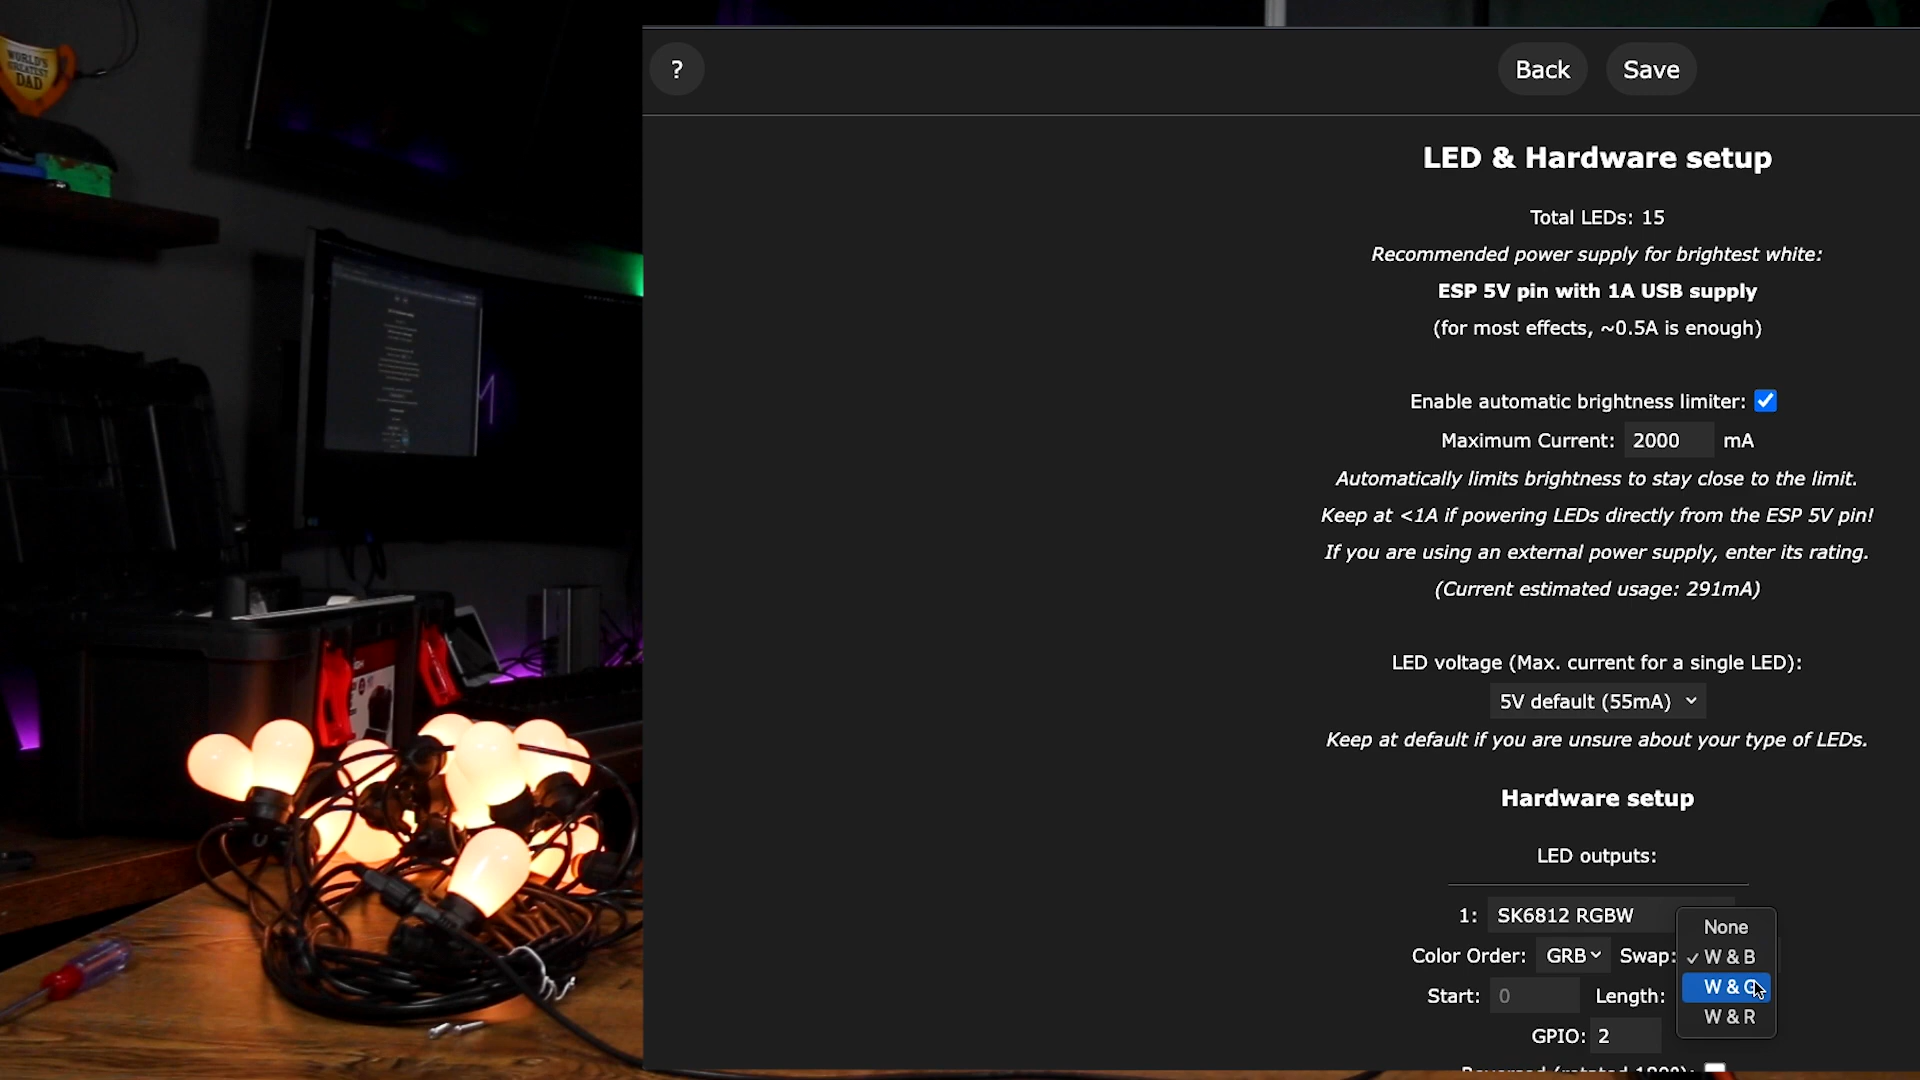 WORLD'S
GREATEST
DAD
?
Back
Save
LED & Hardware setup
Total LEDs: 15
Recommended power supply for brightest white:
ESP 5V pin with 1A USB supply
(for most effects, ~0.5A is enough)
Enable automatic brightness limiter:
Maximum Current: 2000 mA
Automatically limits brightness to stay close to the limit.
Keep at <1A if powering LEDs directly from the ESP 5V pin!
If you are using an external power supply, enter its rating.
(Current estimated usage: 291mA)
LED voltage (Max. current for a single LED):
5V default (55mA)
Keep at default if you are unsure about your type of LEDs.
Hardware setup
LED outputs:
1: SK6812 RGBW
Color Order: GRB Swap:
None
✓ W & B
W & G
W & R
Start: 0 Length:
GPIO: 2